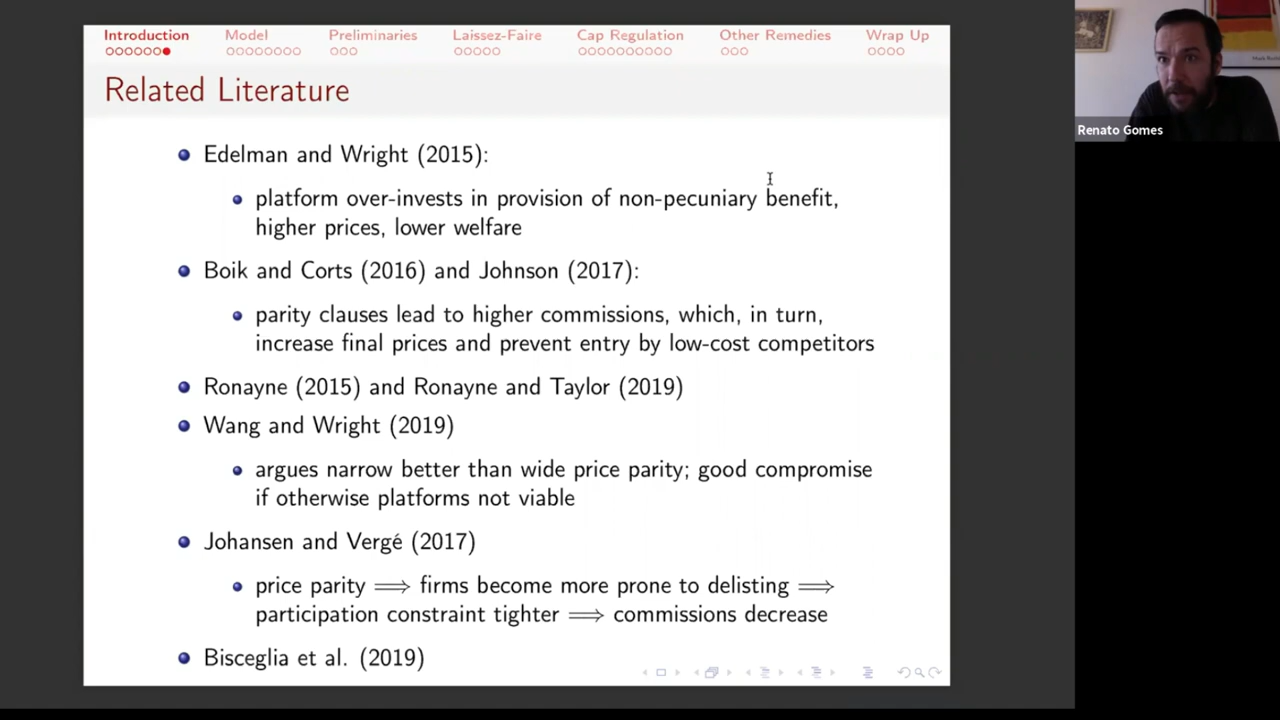 Introduction Model Preliminaries Laissez-Faire Cap Regulation Other Remedies Wrap Up
Related Literature
Edelman and Wright (2015):
platform over-invests in provision of non-pecuniary benefit,
higher prices, lower welfare
Boik and Corts (2016) and Johnson (2017):
parity clauses lead to higher commissions, which, in turn,
increase final prices and prevent entry by low-cost competitors
Ronayne (2015) and Ronayne and Taylor (2019)
Wang and Wright (2019)
argues narrow better than wide price parity; good compromise
if otherwise platforms not viable
Johansen and Vergé (2017)
price parity ⟹ firms become more prone to delisting ⟹
participation constraint tighter ⟹ commissions decrease
Bisceglia et al. (2019)
Renato Gomes